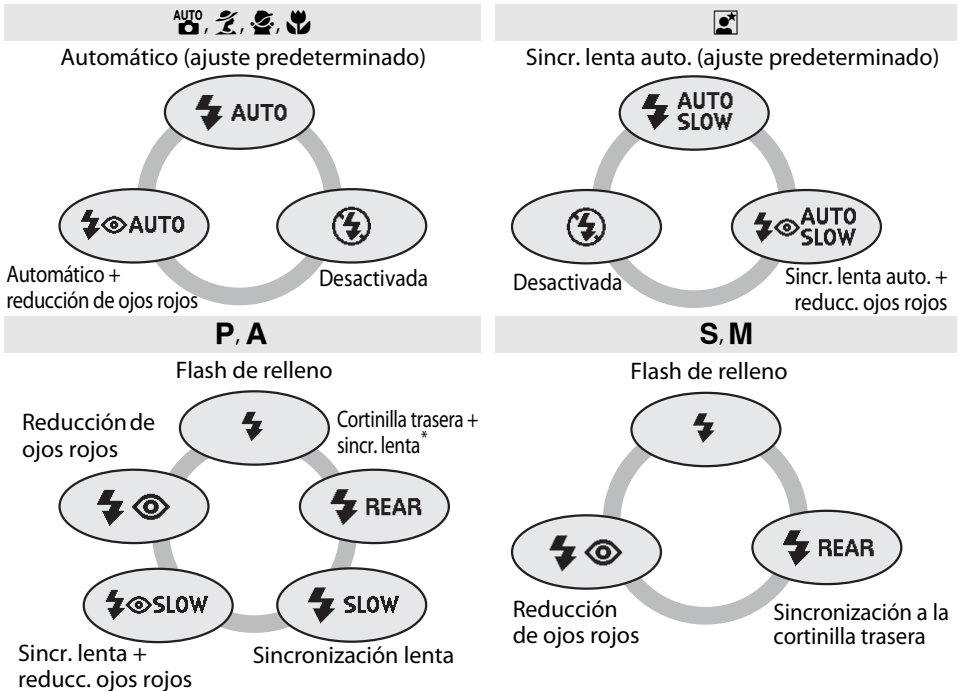 AUTO, , ,
Automático (ajuste predeterminado)
AUTO
AUTO
Automático +
reducción de ojos rojos
Desactivada
Sincr. lenta auto. (ajuste predeterminado)
AUTO
SLOW
Desactivada
AUTO
SLOW
Sincr. lenta auto. +
reducc. ojos rojos
P, A
Flash de relleno
Reducción de
ojos rojos
Cortinilla trasera +
sincr. lenta*
REAR
SLOW
SLOW
Sincr. lenta +
reducc. ojos rojos
Sincronización lenta
S, M
Flash de relleno
REAR
Reducción
de ojos rojos
Sincronización a la
cortinilla trasera